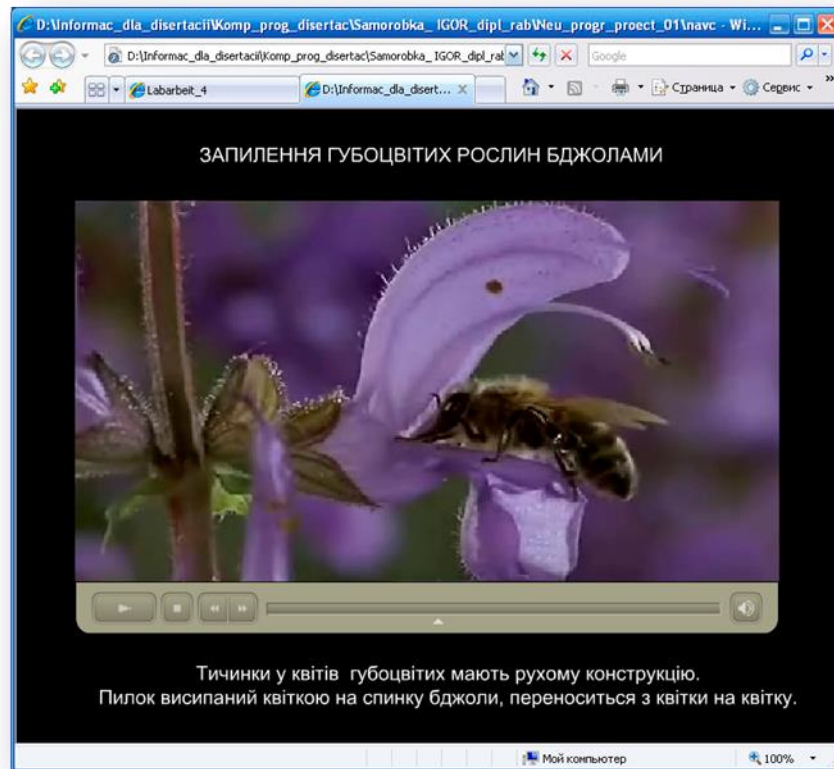 D:\Informac_dla_disertacii\Komp_prog_disertac\Samorobka_ IGOR_dipl_rab\Neu_progr_proect_01\navc - Wi...
D:\Informac_dla_disertacii\Komp_prog_disertac\Samorobka_ IGOR_dipl_rab
Google
Labarbeit_4
D:\Informac_dla_disert...
Страница
Сервис
ЗАПИЛЕННЯ ГУБОЦВІТИХ РОСЛИН БДЖОЛАМИ
Тичинки у квітів губоцвітих мають рухому конструкцію.
Пилок висипаний квіткою на спинку бджоли, переноситься з квітки на квітку.
Мой компьютер
100%